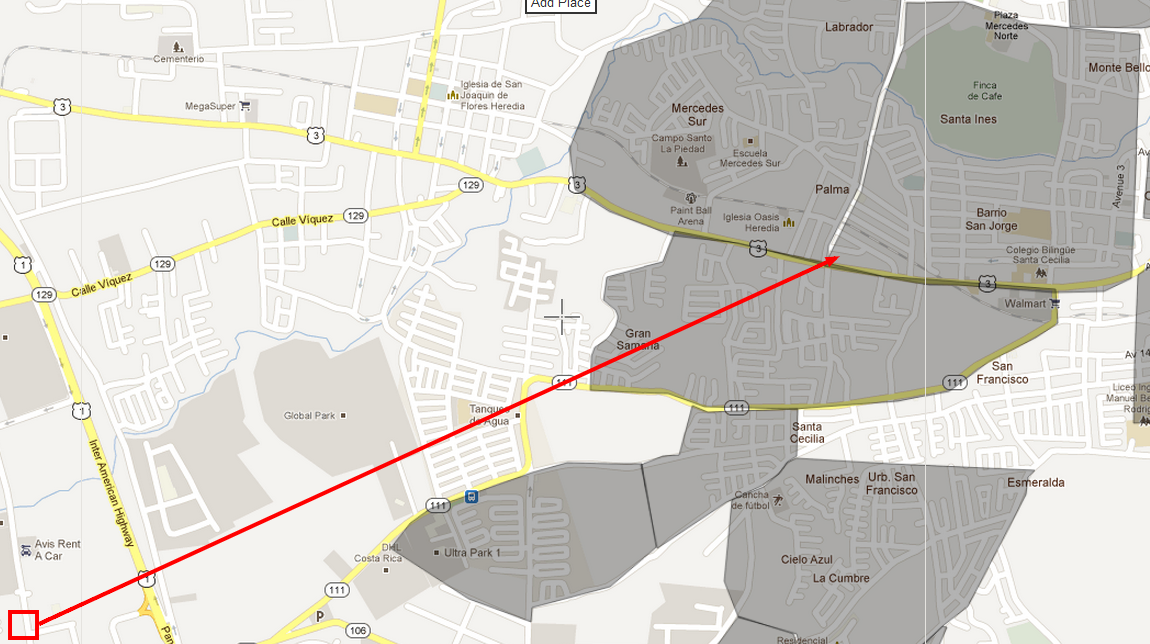 Add Place
Plaza
Mercedes
Norte
Labrador
Cementerio
Monte Bello
Finca
de Cafe
Iglesia de San
Joaquin de
Flores Heredia
MegaSuper
3
Mercedes
Sur
Santa Ines
3
Campo Santo
La Piedad
Escuela
Mercedes Sur
Av
129
3
Palma
Avenue 3
Paint Ball
Arena
Iglesia Oasis
Heredia
Barrio
San Jorge
Calle Víquez
129
3
Colegio Bilingüe
Santa Cecilia
1
129
Calle Víquez
3
129
Walmart
Gran
Samaria
Av 14
San
Francisco
111
111
Liceo Ing
Manuel Be
Rodrig
1
Global Park
Tanques
de Agua
111
Santa
Cecilia
Inter American Highway
Malinches
Urb. San
Francisco
Esmeralda
111
Cancha
de fútbol
Avis Rent
A Car
DHL
Costa Rica
Ultra Park 1
Cielo Azul
La Cumbre
1
111
P
106
Pan
Residencial